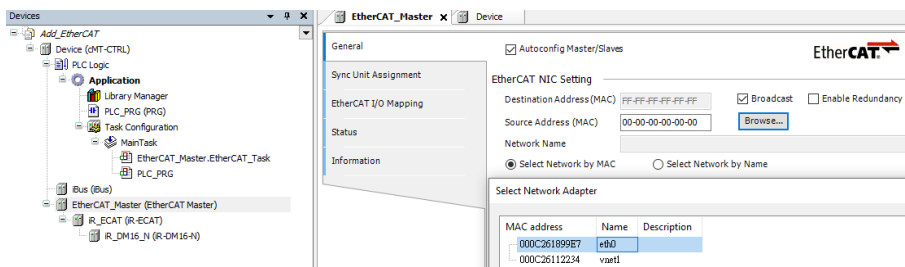 Devices
Add_EtherCAT
Device (cMT-CTRL)
PLC Logic
Application
Library Manager
PLC_PRG (PRG)
Task Configuration
MainTask
EtherCAT_Master.EtherCAT_Task
PLC_PRG
iBus (iBus)
EtherCAT_Master (EtherCAT Master)
iR_ECAT (iR-ECAT)
iR_DM16_N (iR-DM16-N)
EtherCAT_Master
Device
General
Sync Unit Assignment
EtherCAT I/O Mapping
Status
Information
Autoconfig Master/Slaves
EtherCAT
EtherCAT NIC Setting
Destination Address (MAC) FF-FF-FF-FF-FF-FF Broadcast Enable Redundancy
Source Address (MAC) 00-00-00-00-00-00 Browse...
Network Name
Select Network by MAC Select Network by Name
Select Network Adapter
MAC address Name Description
000C261899E7 eth0
000C26112234 vnet1